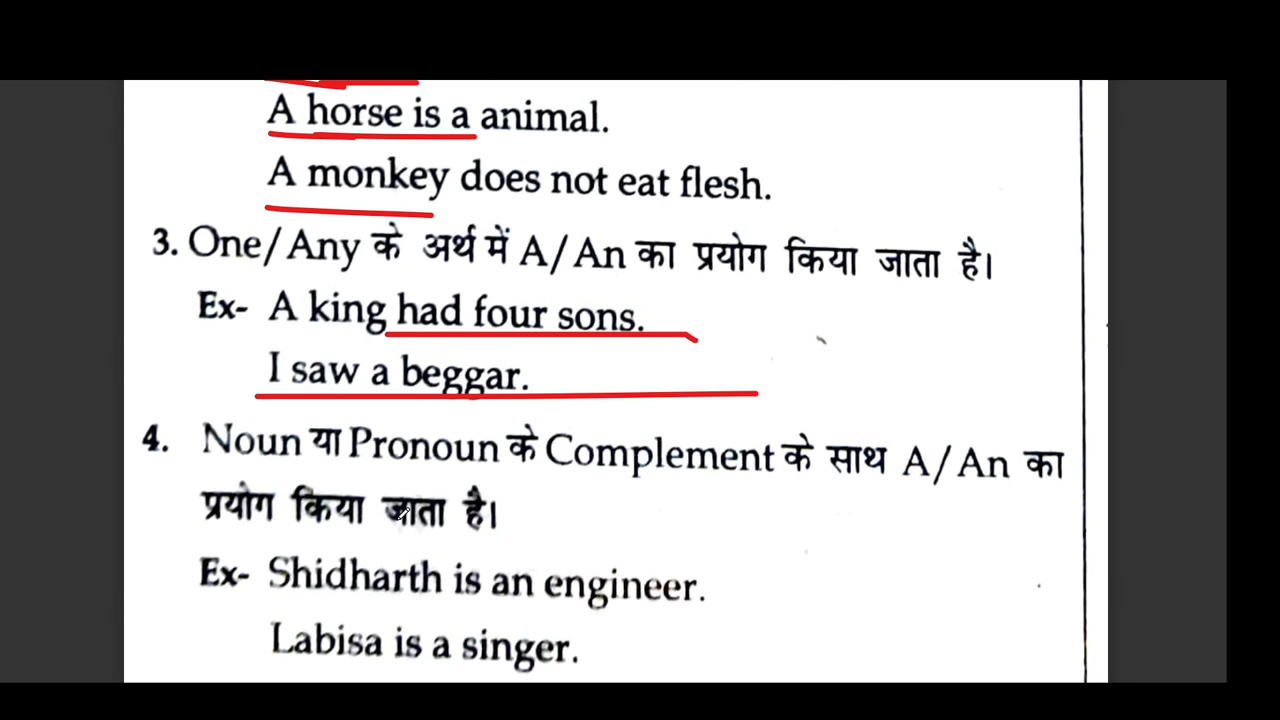 A horse is a animal.
A monkey does not eat flesh.
3. One/Any के अर्थ में A/An का प्रयोग किया जाता है।
Ex- A king had four sons.
I saw a beggar.
4. Noun या Pronoun के Complement के साथ A/An का
प्रयोग किया जाता है।
Ex- Shidharth is an engineer.
Labisa is a singer.